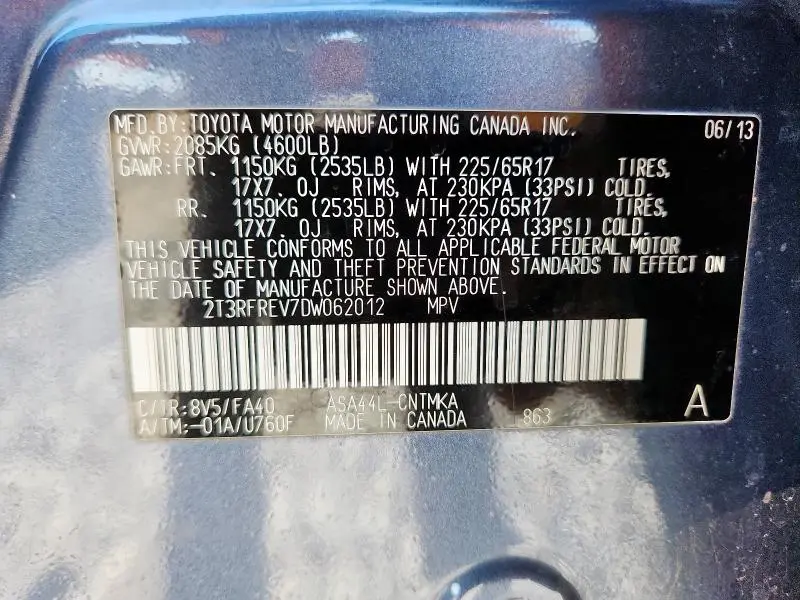 MFD.BY:TOYOTA MOTOR MANUFACTURING CANADA INC. 06/13
GVWR:2085KG (4600LB)
GAWR:FRT. 1150KG (2535LB) WITH 225/65R17 TIRES,
17X7. 0J RIMS, AT 230KPA (33PSI) COLD.
RR. 1150KG (2535LB) WITH 225/65R17 TIRES,
17X7. 0J RIMS, AT 230KPA (33PSI) COLD.
THIS VEHICLE CONFORMS TO ALL APPLICABLE FEDERAL MOTOR
VEHICLE SAFETY AND THEFT PREVENTION STANDARDS IN EFFECT ON
THE DATE OF MANUFACTURE SHOWN ABOVE.
2T3RFREV7DW062012 MPV
C/TR:8V5/FA40 ASA44L-CNTMKA
A/TM:-01A/U760F MADE IN CANADA 863 A